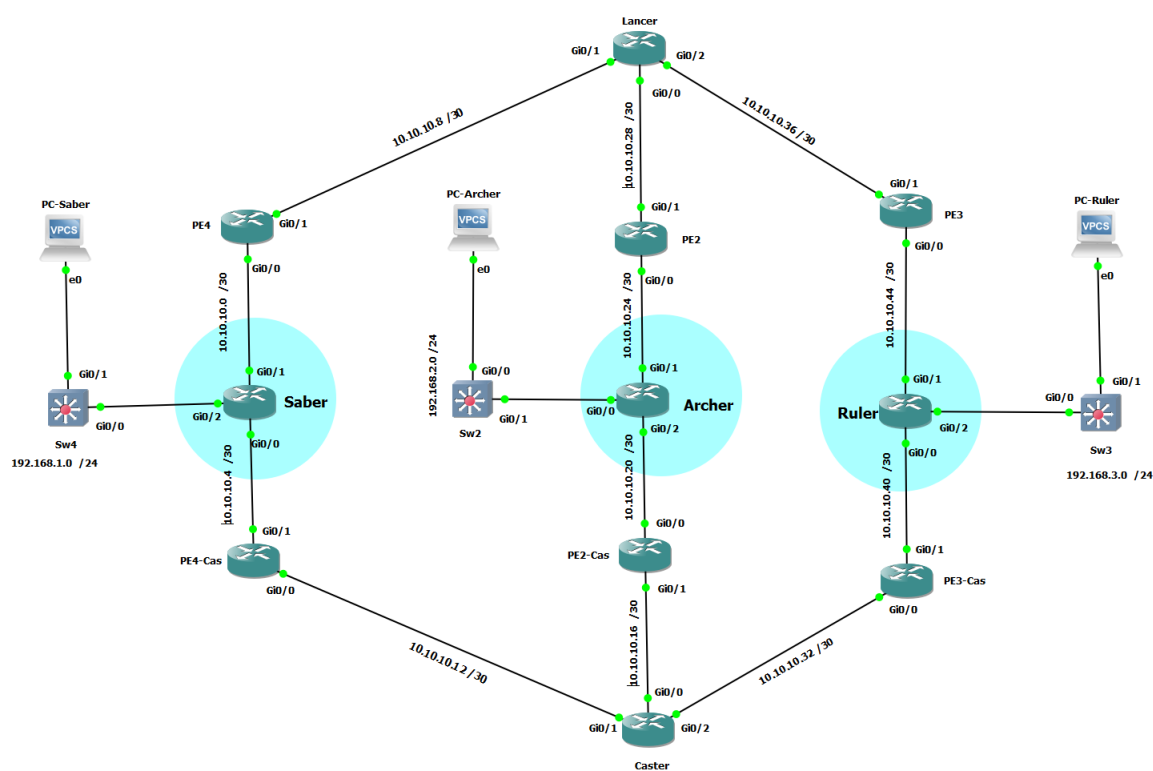 Lancer
Gi0/1
Gi0/2
Gi0/0
10.10.10.8 /30
10.10.10.28 /30
10.10.10.36 /30
PC-Saber
VPCS
e0
PE4
Gi0/1
Gi0/0
PC-Archer
VPCS
e0
Gi0/1
PE2
Gi0/0
Gi0/1
PE3
Gi0/0
PC-Ruler
VPCS
e0
10.10.10.0 /30
10.10.10.24 /30
10.10.10.44 /30
Gi0/1
Gi0/0
Sw4
192.168.1.0 /24
Gi0/1
Gi0/2
Saber
Gi0/0
192.168.2.0 /24
Gi0/0
Gi0/1
Sw2
Gi0/1
Gi0/0
Archer
Gi0/2
Gi0/1
Ruler
Gi0/2
Gi0/0
Gi0/1
Gi0/0
Sw3
192.168.3.0 /24
10.10.10.4 /30
10.10.10.20 /30
10.10.10.40 /30
Gi0/1
PE4-Cas
Gi0/0
Gi0/0
PE2-Cas
Gi0/1
Gi0/1
PE3-Cas
Gi0/0
10.10.10.12 /30
10.10.10.16 /30
10.10.10.32 /30
Gi0/0
Gi0/1
Gi0/2
Caster